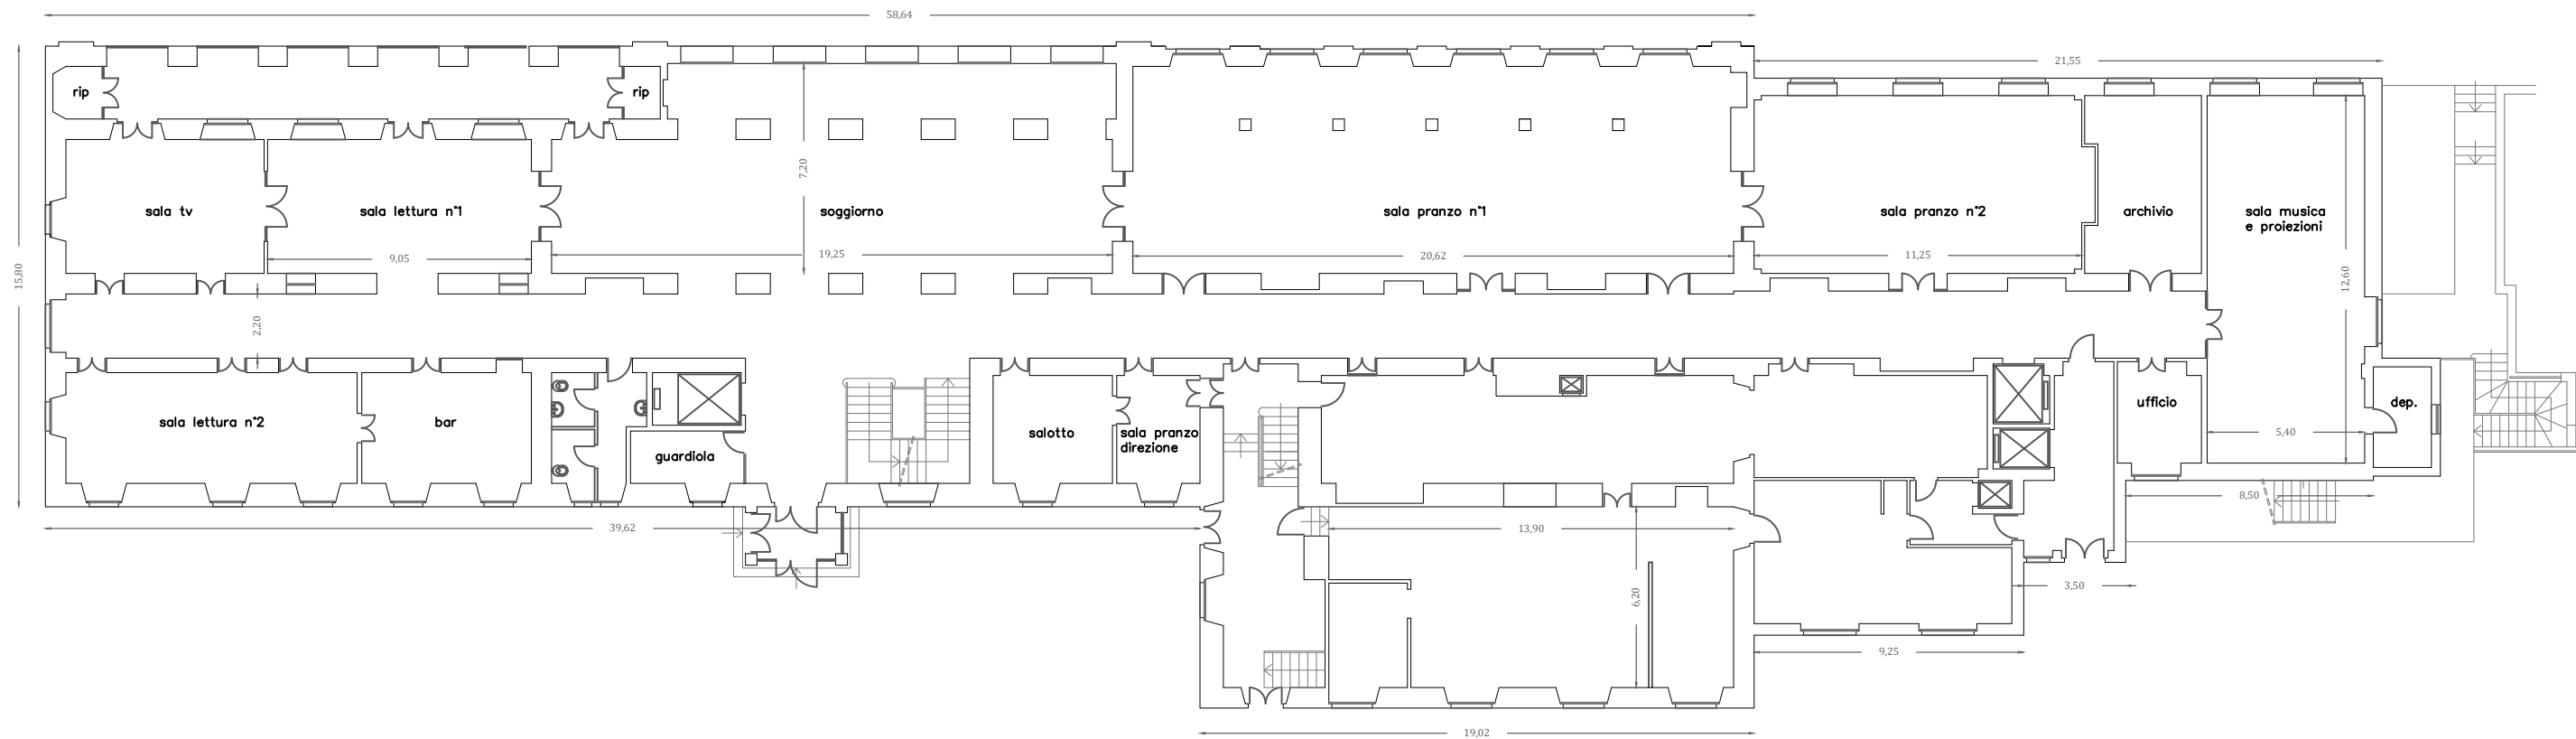 58,64
21,55
rip
rip
7,20
15,80
sala tv
sala lettura n°1
soggiorno
sala pranzo n°1
sala pranzo n°2
archivio
sala musica
e proiezioni
9,05
19,25
20,62
11,25
12,60
2,20
sala lettura n°2
bar
guardiola
salotto
sala pranzo
direzione
ufficio
dep.
5,40
8,50
39,62
13,90
6,20
3,50
9,25
19,02